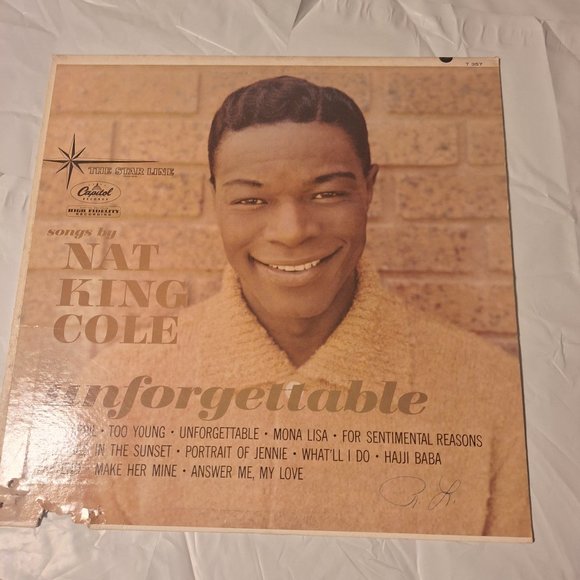 T 357
THE STAR LINE
Capitol
RECORDS
HIGH FIDELITY
RECORDING
songs by
NAT
KING
COLE
unforgettable
• TOO YOUNG • UNFORGETTABLE • MONA LISA • FOR SENTIMENTAL REASONS
IN THE SUNSET • PORTRAIT OF JENNIE • WHAT'LL I DO • HAJJI BABA
MAKE HER MINE • ANSWER ME, MY LOVE